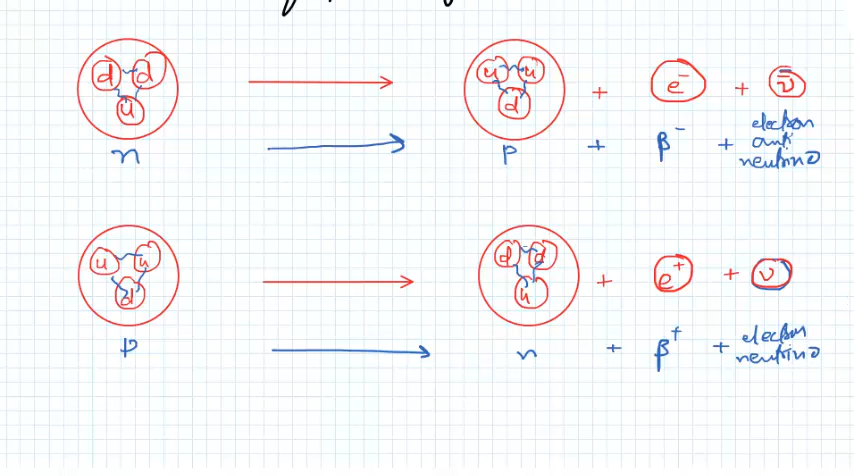 d d u → u u d + e⁻ + ν̅
n → p + β⁻ + electron
anti
neutrino
u u d → d d u + e⁺ + ν
p → n + β⁺ + electron
neutrino